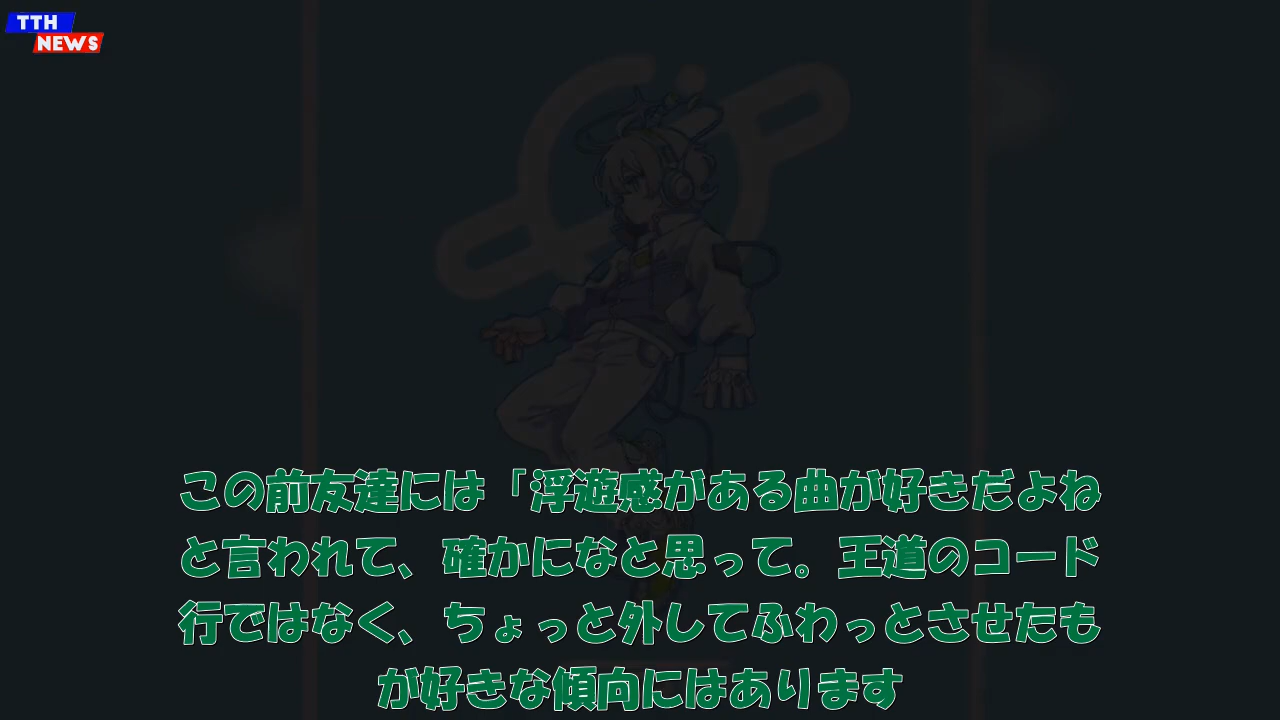 TTH
NEWS
この前友達には「浮遊感がある曲が好きだよね
と言われて、確かになと思って。王道のコード
行ではなく、ちょっと外してふわっとさせたも
が好きな傾向にはあります